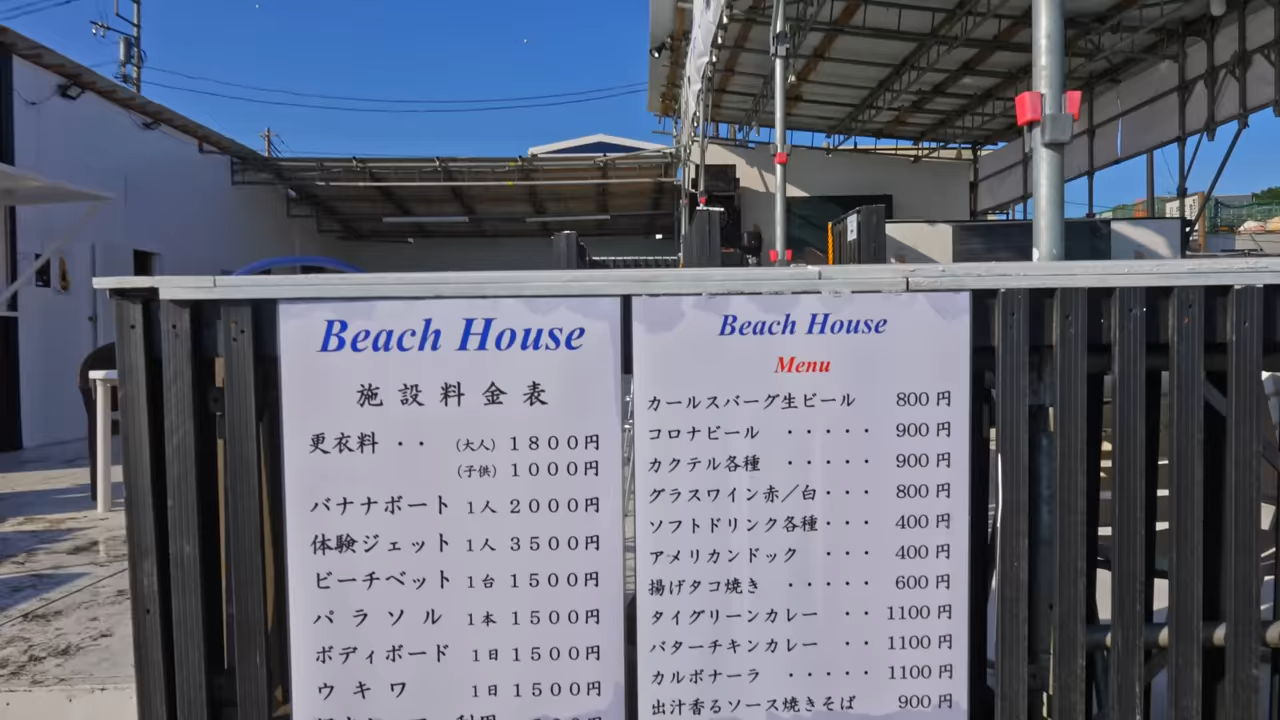 Beach House
施設料金表
更衣料 ・・ (大人) 1800円
(子供) 1000円
バナナボート 1人 2000円
体験ジェット 1人 3500円
ビーチベット 1台 1500円
パラソル 1本 1500円
ボディボード 1日 1500円
ウキワ 1日 1500円
Beach House
Menu
カールスバーグ生ビール 800円
コロナビール ・・・・・ 900円
カクテル各種 ・・・・・ 900円
グラスワイン赤／白・・・ 800円
ソフトドリンク各種・・・ 400円
アメリカンドック ・・・ 400円
揚げタコ焼き ・・・・・ 600円
タイグリーンカレー ・・ 1100円
バターチキンカレー ・・ 1100円
カルボナーラ ・・・・・ 1100円
出汁香るソース焼きそば 900円